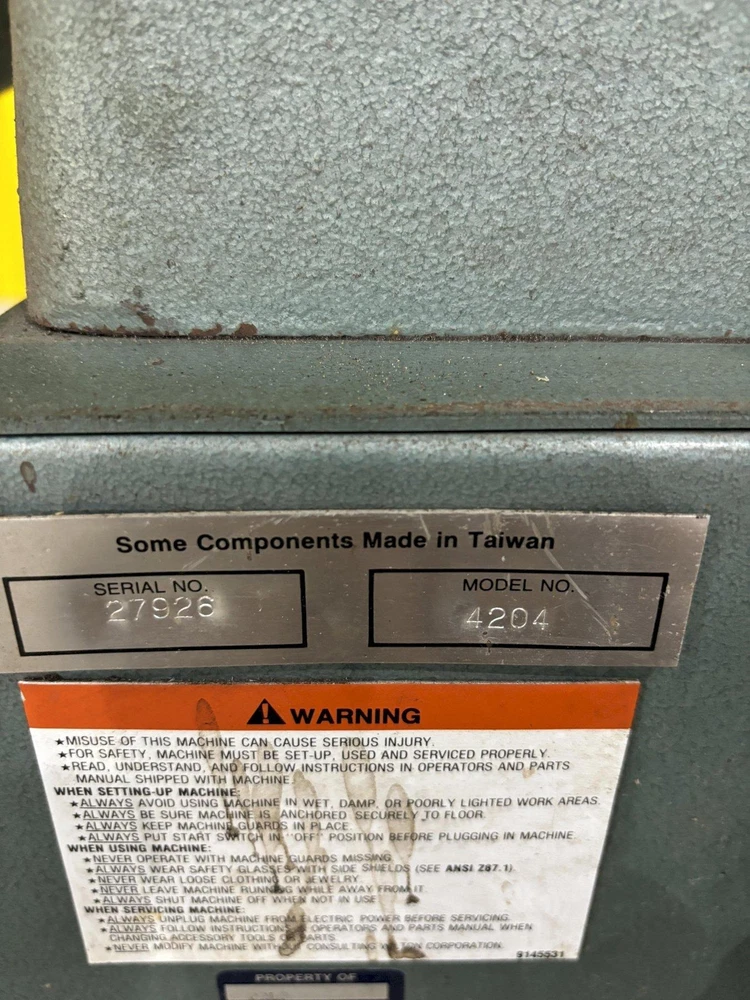 Some Components Made in Taiwan
SERIAL NO. MODEL NO.
27926 4204
WARNING
★MISUSE OF THIS MACHINE CAN CAUSE SERIOUS INJURY.
★FOR SAFETY, MACHINE MUST BE SET-UP, USED AND SERVICED PROPERLY.
★READ, UNDERSTAND, AND FOLLOW INSTRUCTIONS IN OPERATORS AND PARTS
MANUAL SHIPPED WITH MACHINE.
WHEN SETTING-UP MACHINE:
★ALWAYS AVOID USING MACHINE IN WET, DAMP, OR POORLY LIGHTED WORK AREAS.
★ALWAYS BE SURE MACHINE IS ANCHORED SECURELY TO FLOOR.
★ALWAYS KEEP MACHINE GUARDS IN PLACE.
★ALWAYS PUT START SWITCH IN "OFF" POSITION BEFORE PLUGGING IN MACHINE.
WHEN USING MACHINE:
★NEVER OPERATE WITH MACHINE GUARDS MISSING.
★ALWAYS WEAR SAFETY GLASSES WITH SIDE SHIELDS (SEE ANSI Z87.1)
★NEVER WEAR LOOSE CLOTHING OR JEWELRY.
★NEVER LEAVE MACHINE RUNNING WHILE AWAY FROM IT.
★ALWAYS SHUT MACHINE OFF WHEN NOT IN USE.
WHEN SERVICING MACHINE:
★ALWAYS UNPLUG MACHINE FROM ELECTRIC POWER BEFORE SERVICING.
★ALWAYS FOLLOW INSTRUCTIONS OPERATORS AND PARTS MANUAL WHEN
CHANGING ACCESSORY TOOLS PARTS.
★NEVER MODIFY MACHINE WITHOUT CONSULTING CORPORATION.
9145531
PROPERTY OF